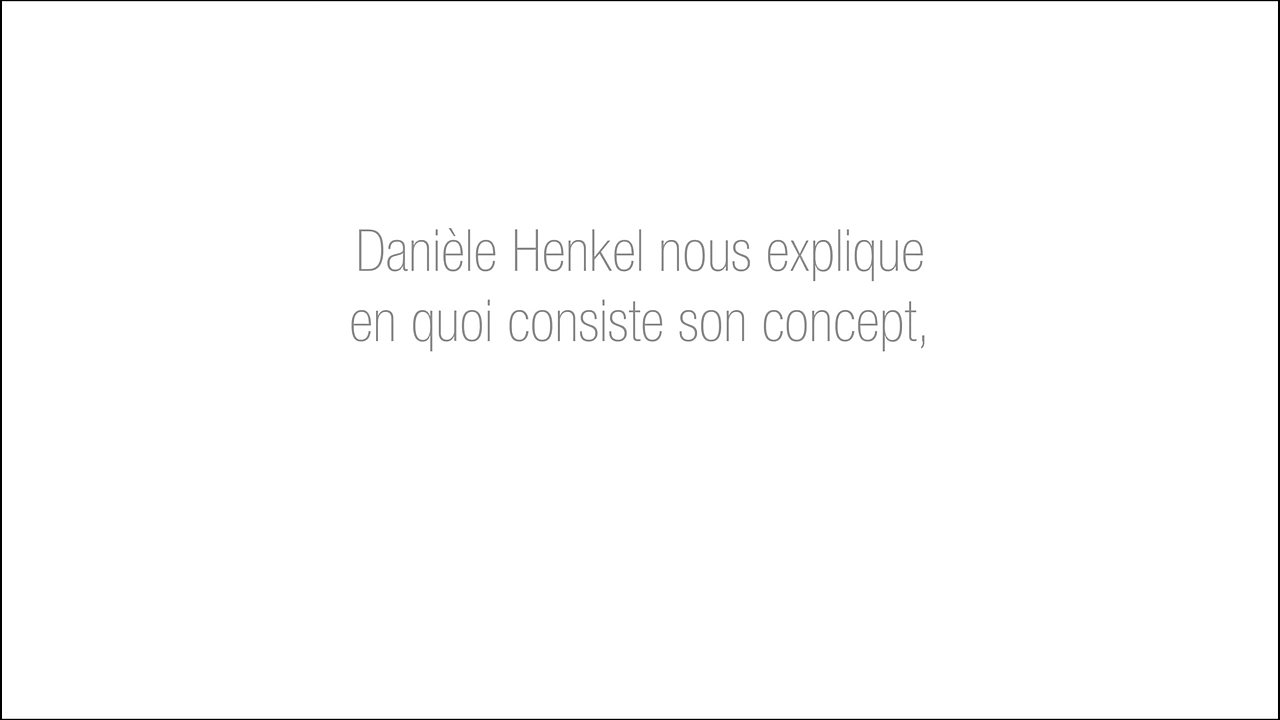 Danièle Henkel nous explique
en quoi consiste son concept,